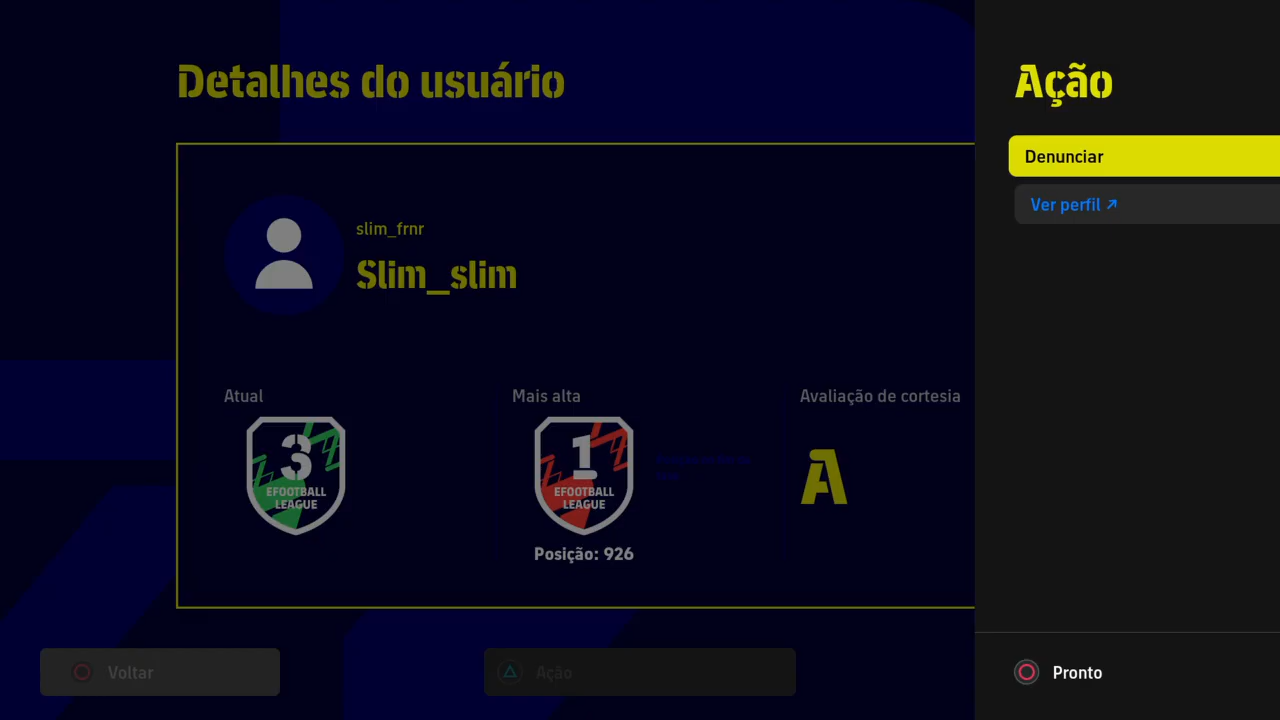 Detalhes do usuário
slim_frnr
Slim_slim
Atual
3
EFOOTBALL
LEAGUE
Mais alta
1
EFOOTBALL
LEAGUE
Posição: 926
Avaliação de cortesia
A
Voltar
Ação
Ação
Denunciar
Ver perfil ↗
Pronto